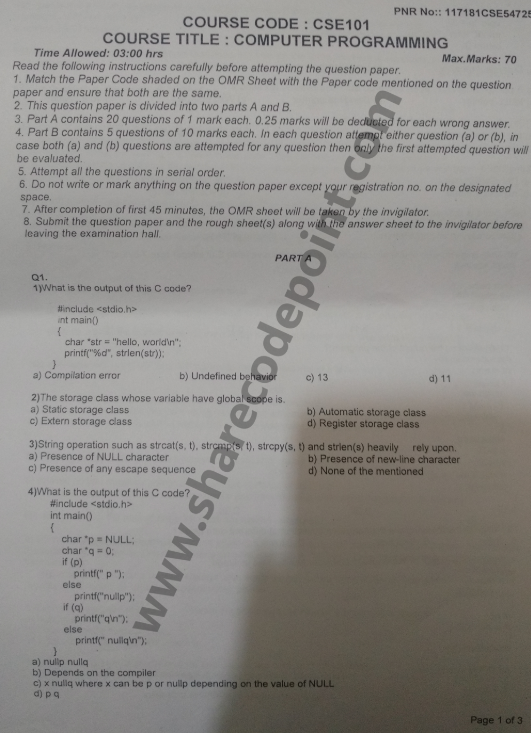 PNR No:: 117181CSE54725
COURSE CODE : CSE101
COURSE TITLE : COMPUTER PROGRAMMING
Time Allowed: 03:00 hrs
Max.Marks: 70
Read the following instructions carefully before attempting the question paper.
1. Match the Paper Code shaded on the OMR Sheet with the Paper code mentioned on the question
paper and ensure that both are the same.
2. This question paper is divided into two parts A and B.
3. Part A contains 20 questions of 1 mark each. 0.25 marks will be deducted for each wrong answer.
4. Part B contains 5 questions of 10 marks each. In each question attempt either question (a) or (b), in
case both (a) and (b) questions are attempted for any question then only the first attempted question will
be evaluated.
5. Attempt all the questions in serial order.
6. Do not write or mark anything on the question paper except your registration no. on the designated
space.
7. After completion of first 45 minutes, the OMR sheet will be taken by the invigilator.
8. Submit the question paper and the rough sheet(s) along with the answer sheet to the invigilator before
leaving the examination hall.
PART A
Q1.
1)What is the output of this C code?
#include <stdio.h>
int main()
{
char *str = "hello, world\n";
printf("%d", strlen(str));
}
a) Compilation error b) Undefined behavior c) 13 d) 11
2)The storage class whose variable have global scope is.
a) Static storage class b) Automatic storage class
c) Extern storage class d) Register storage class
3)String operation such as strcat(s, t), strcmp(s, t), strcpy(s, t) and strlen(s) heavily rely upon.
a) Presence of NULL character b) Presence of new-line character
c) Presence of any escape sequence d) None of the mentioned
4)What is the output of this C code?
#include <stdio.h>
int main()
{
char *p = NULL;
char *q = 0;
if (p)
printf(" p ");
else
printf("nullp");
if (q)
printf("q\n");
else
printf(" nullq\n");
}
a) nullp nullq
b) Depends on the compiler
c) x nullq where x can be p or nullp depending on the value of NULL
d) p q
Page 1 of 3
www.sharecodepoint.com